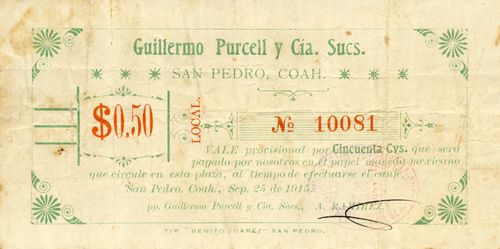 Guillermo Purcell y Cía. Sucs.
SAN PEDRO, COAH.
$0.50
LOCAL.
No 10081
VALE provisional por Cincuenta Cvs. que será
pagado por nosotros en el papel moneda mexicano
que circule en esta plaza, al tiempo de efectuarse el canje.
San Pedro. Coah., Sep. 25 de 1915.
pp. Guillermo Purcell y Cia. Sucs., A. RAMIREZ.
TIP. "BENITO JUAREZ" SAN PEDRO.